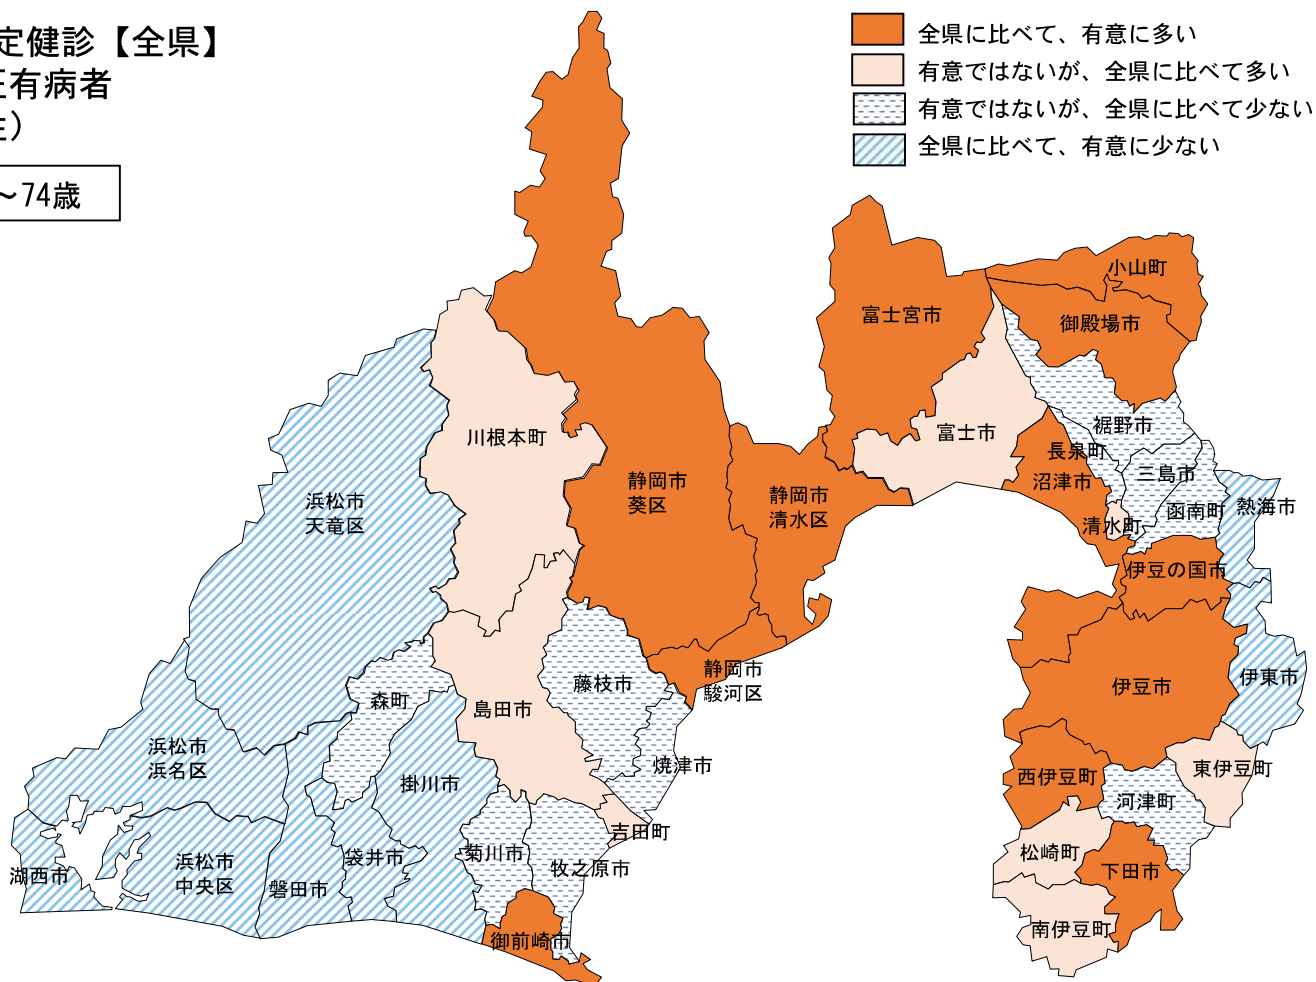 定健診【全県】
圧有病者
性）
～74歳
全県に比べて、有意に多い
有意ではないが、全県に比べて多い
有意ではないが、全県に比べて少ない
全県に比べて、有意に少ない
小山町
富士宮市
御殿場市
裾野市
富士市
川根本町
長泉町
三島市
沼津市
静岡市
葵区
静岡市
清水区
浜松市
天竜区
函南町
熱海市
清水町
伊豆の国市
静岡市
駿河区
藤枝市
伊豆市
伊東市
森町
島田市
浜松市
浜名区
焼津市
掛川市
西伊豆町
東伊豆町
河津町
吉田町
菊川市
牧之原市
松崎町
袋井市
下田市
湖西市
浜松市
中央区
磐田市
南伊豆町
御前崎市